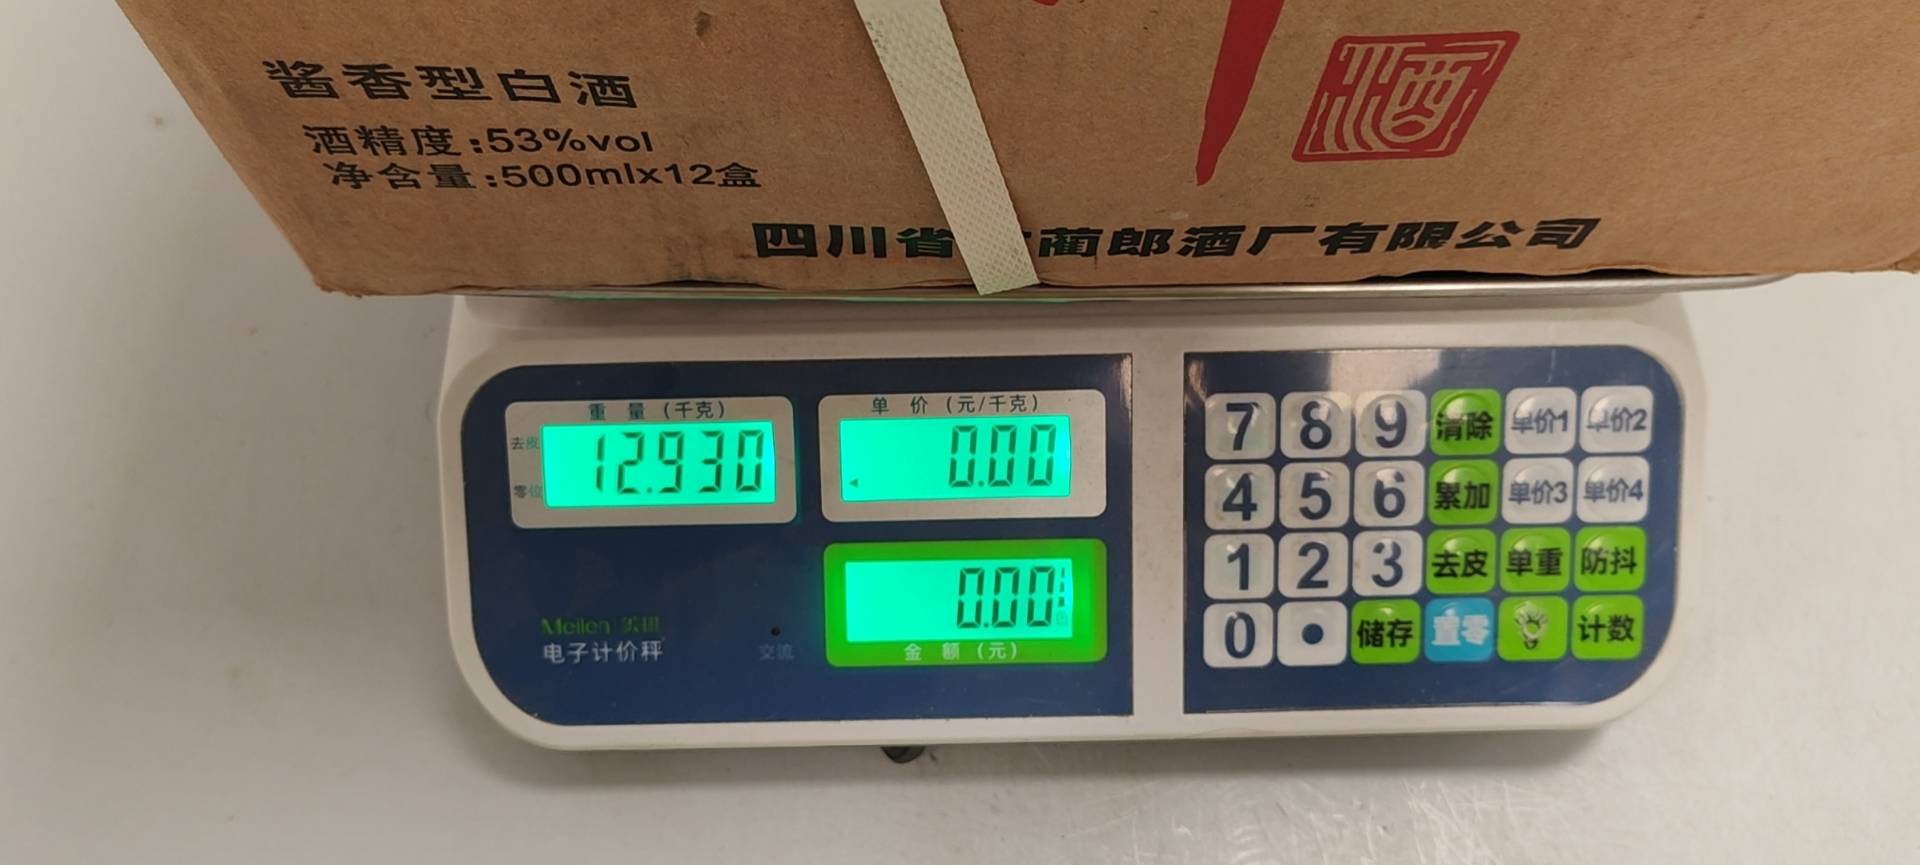 酱香型白酒
酒精度:53%vol
净含量:500mlx12盒
酒
四川省 蔺郎酒厂有限公司
重 量 (千克)
去皮
零位
12.930
单 价 (元/千克)
0.00
0.00
金 额 (元)
Meilen
电子计价秤
交流
7 8 9 清除 单价1 单价2
4 5 6 累加 单价3 单价4
1 2 3 去皮 单重 防抖
0 • 储存 置零 计数